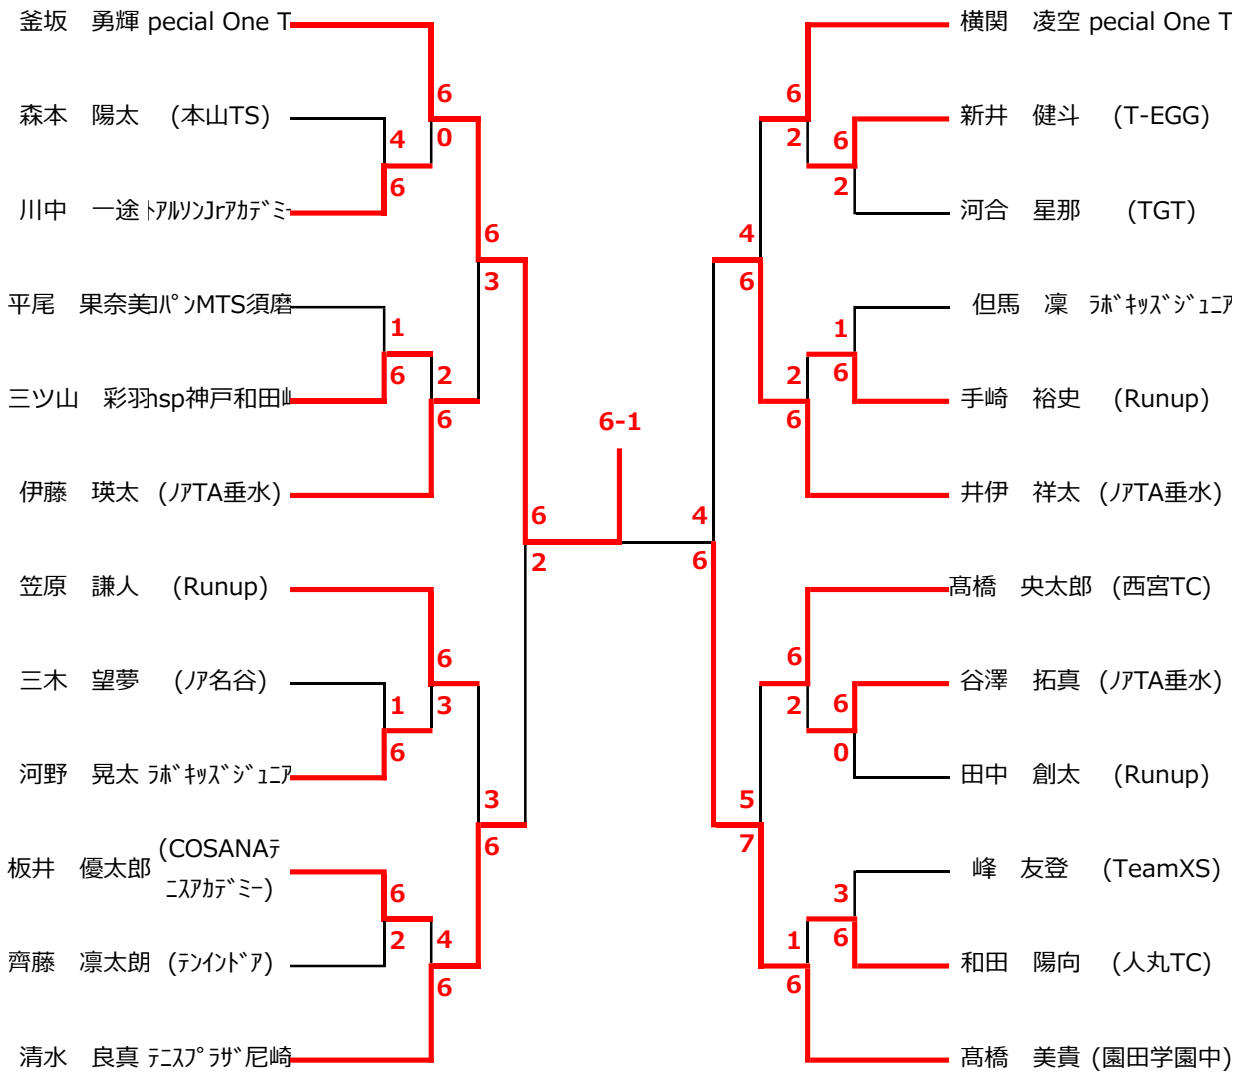 釜坂 勇輝 pecial One T
6
森本 陽太 (本山TS)
4
0
6
川中 一途 ﾄｱﾙｿﾝJrｱｶﾃﾞﾐｰ
6
3
平尾 果奈美 ﾛﾊﾟﾝMTS須磨
1
6
2
三ツ山 彩羽 nsp神戸和田
6
伊藤 瑛太 (ﾉｱTA垂水)
6
2
笠原 謙人 (Runup)
6
三木 望夢 (ﾉｱ名谷)
1
3
6
河野 晃太 ﾗﾎﾞｷｯｽﾞｼﾞｭﾆｱ
3
6
板井 優太郎 (COSANAﾃ
ﾆｽｱｶﾃﾞﾐｰ)
6
2
4
齊藤 凛太朗 (ﾃﾝｲﾝﾄﾞｱ)
6
清水 良真 ﾃﾆｽﾌﾟﾗｻﾞ尼崎
6-1
横関 凌空 pecial One T
6
新井 健斗 (T-EGG)
2
6
2
河合 星那 (TGT)
4
6
但馬 凜 ﾗﾎﾞｷｯｽﾞｼﾞｭﾆｱ
1
2
6
手崎 裕史 (Runup)
6
井伊 祥太 (ﾉｱTA垂水)
4
6
髙橋 央太郎 (西宮TC)
6
谷澤 拓真 (ﾉｱTA垂水)
2
6
0
田中 創太 (Runup)
5
7
峰 友登 (TeamXS)
3
1
6
和田 陽向 (人丸TC)
6
髙橋 美貴 (園田学園中)